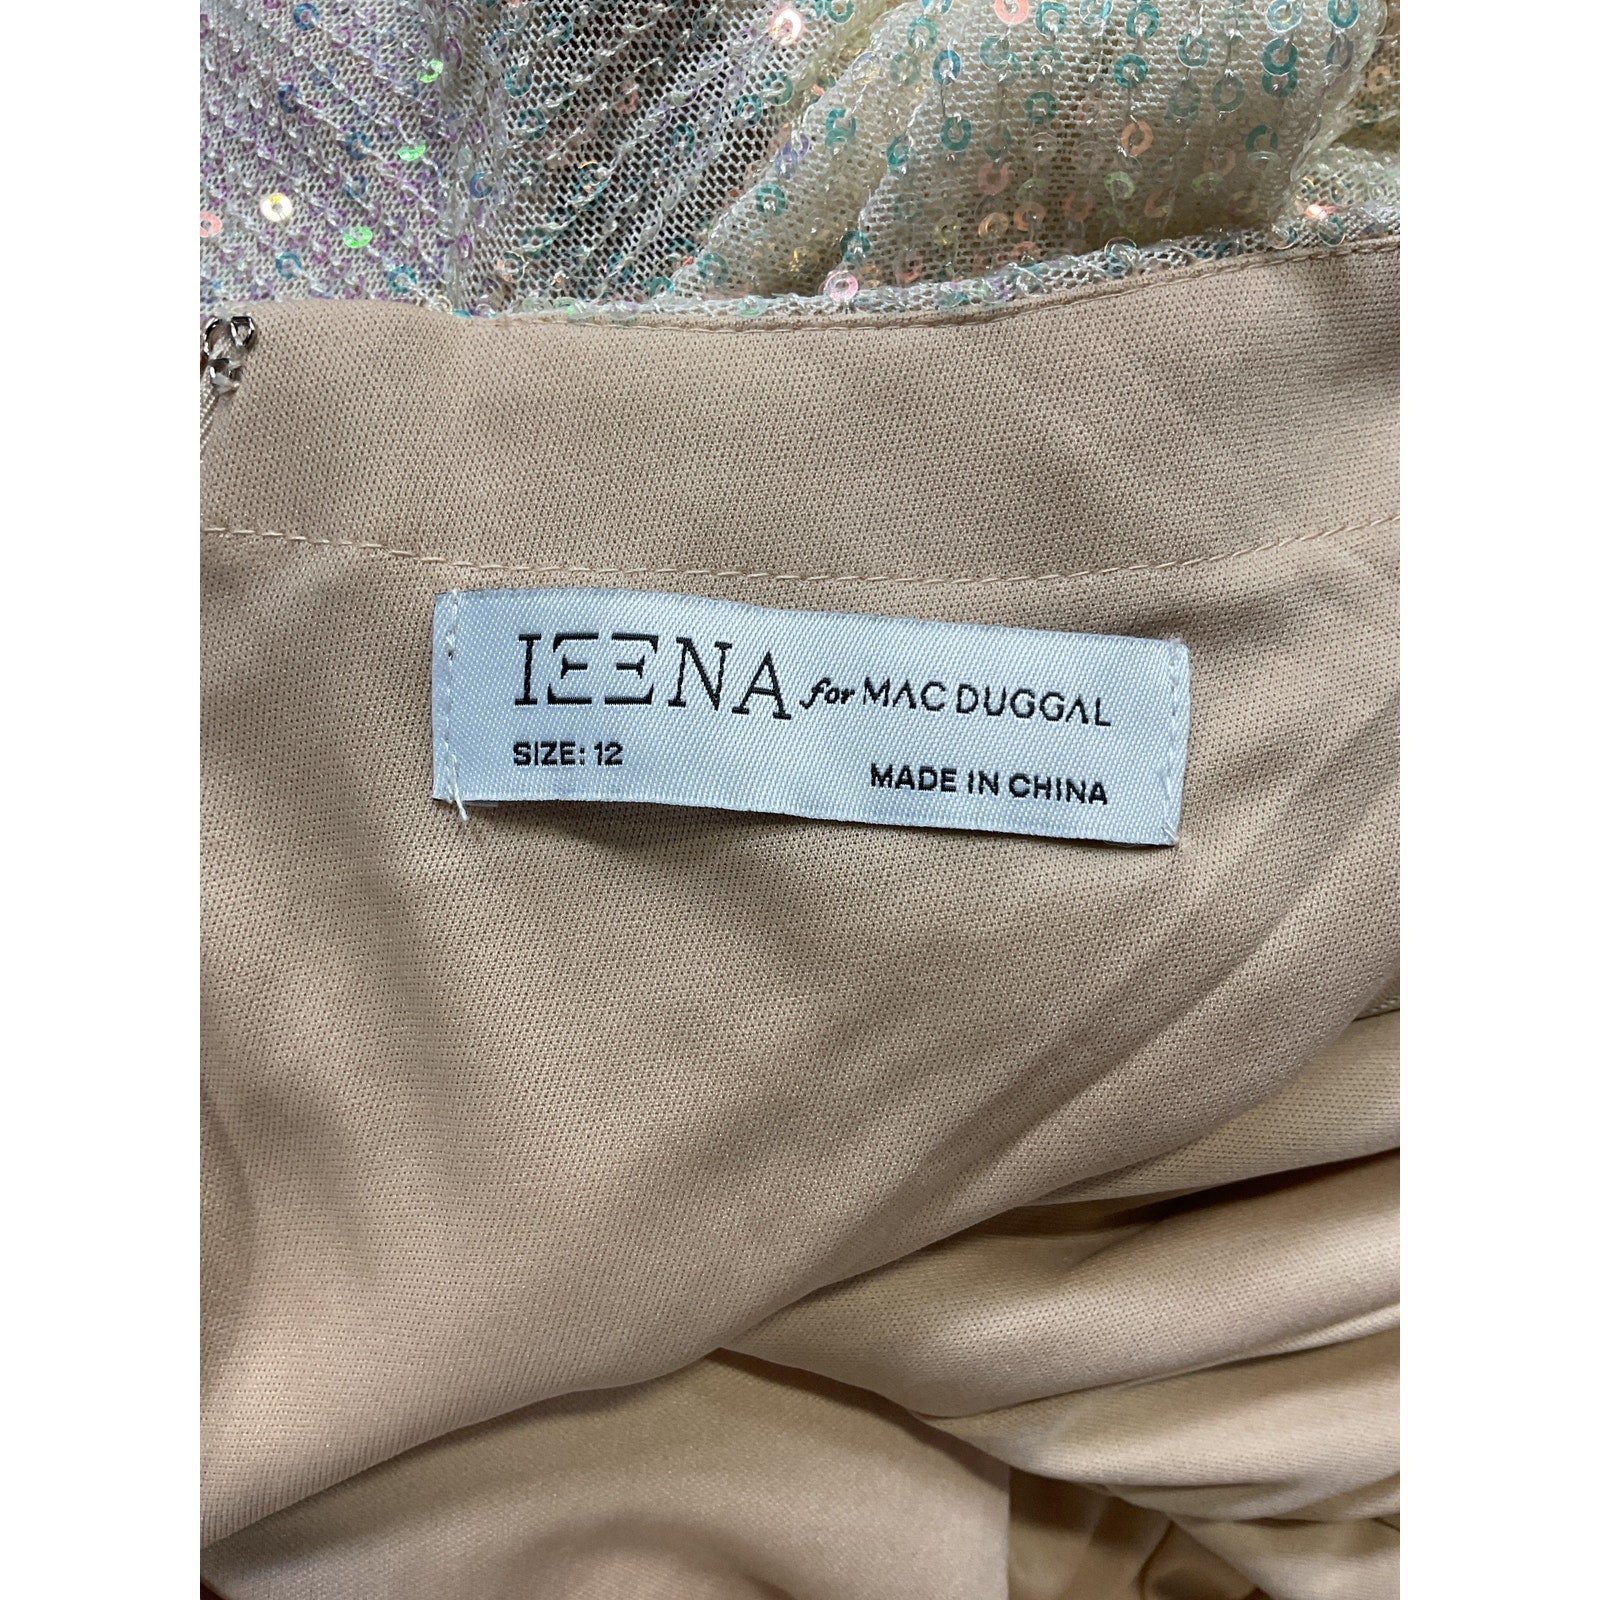 IEENA for MAC DUGGAL
SIZE: 12
MADE IN CHINA